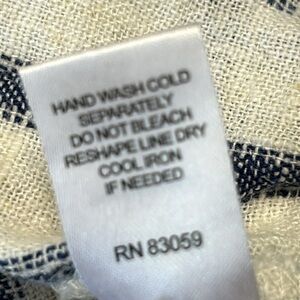 HAND WASH COLD
SEPARATELY
DO NOT BLEACH
RESHAPE LINE DRY
COOL IRON
IF NEEDED
RN 83059